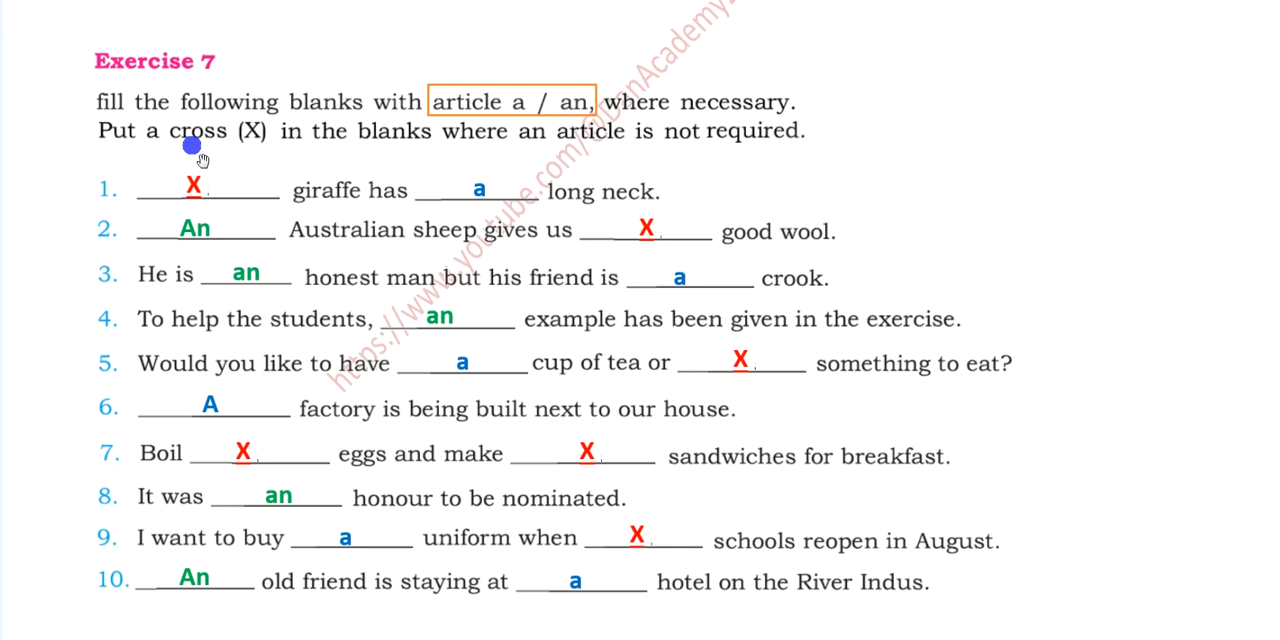 Exercise 7
fill the following blanks with article a / an, where necessary.
Put a cross (X) in the blanks where an article is not required.
1. X giraffe has a long neck.
2. An Australian sheep gives us X good wool.
3. He is an honest man but his friend is a crook.
4. To help the students, an example has been given in the exercise.
5. Would you like to have a cup of tea or X something to eat?
6. A factory is being built next to our house.
7. Boil X eggs and make X sandwiches for breakfast.
8. It was an honour to be nominated.
9. I want to buy a uniform when X schools reopen in August.
10. An old friend is staying at a hotel on the River Indus.